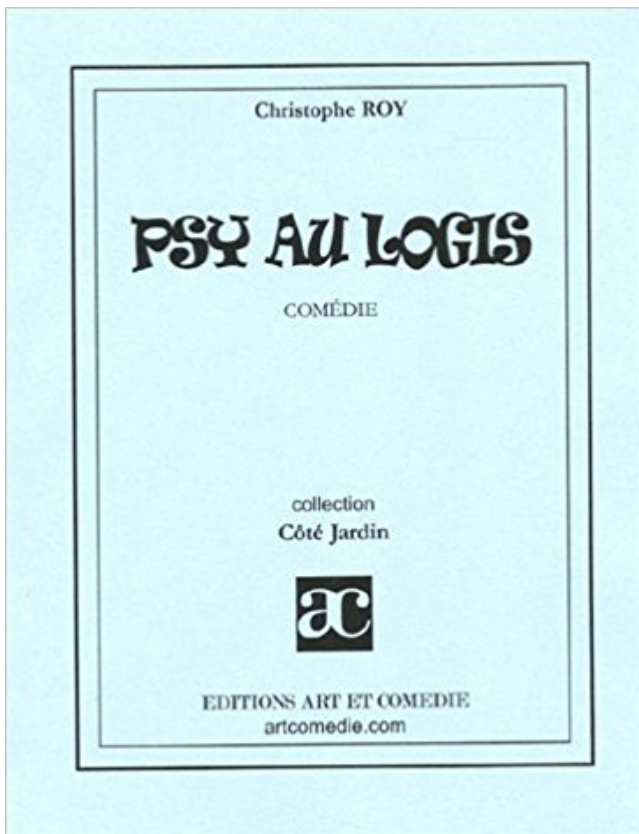 Christophe ROY
PSY AU LOGIS
COMÉDIE
collection
Côté Jardin
ac
EDITIONS ART ET COMEDIE
artcomedie.com